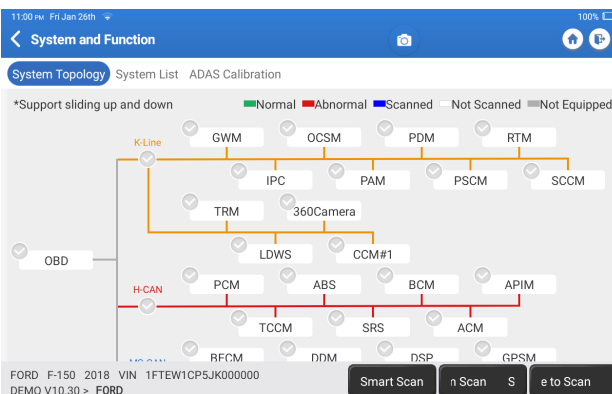 11:00 PM Fri Jan 26th 100%
System and Function
System Topology System List ADAS Calibration
*Support sliding up and down Normal Abnormal Scanned Not Scanned Not Equipped
K-Line
GWM OCSM PDM RTM
IPC PAM PSCM SCCM
TRM 360Camera
LDWS CCM#1
OBD
H-CAN
PCM ABS BCM APIM
TCCM SRS ACM
BFCM DDM DSP GPSM
FORD F-150 2018 VIN 1FTEW1CP5JK000000
DEMO V10.30 > FORD
Smart Scan n Scan S e to Scan